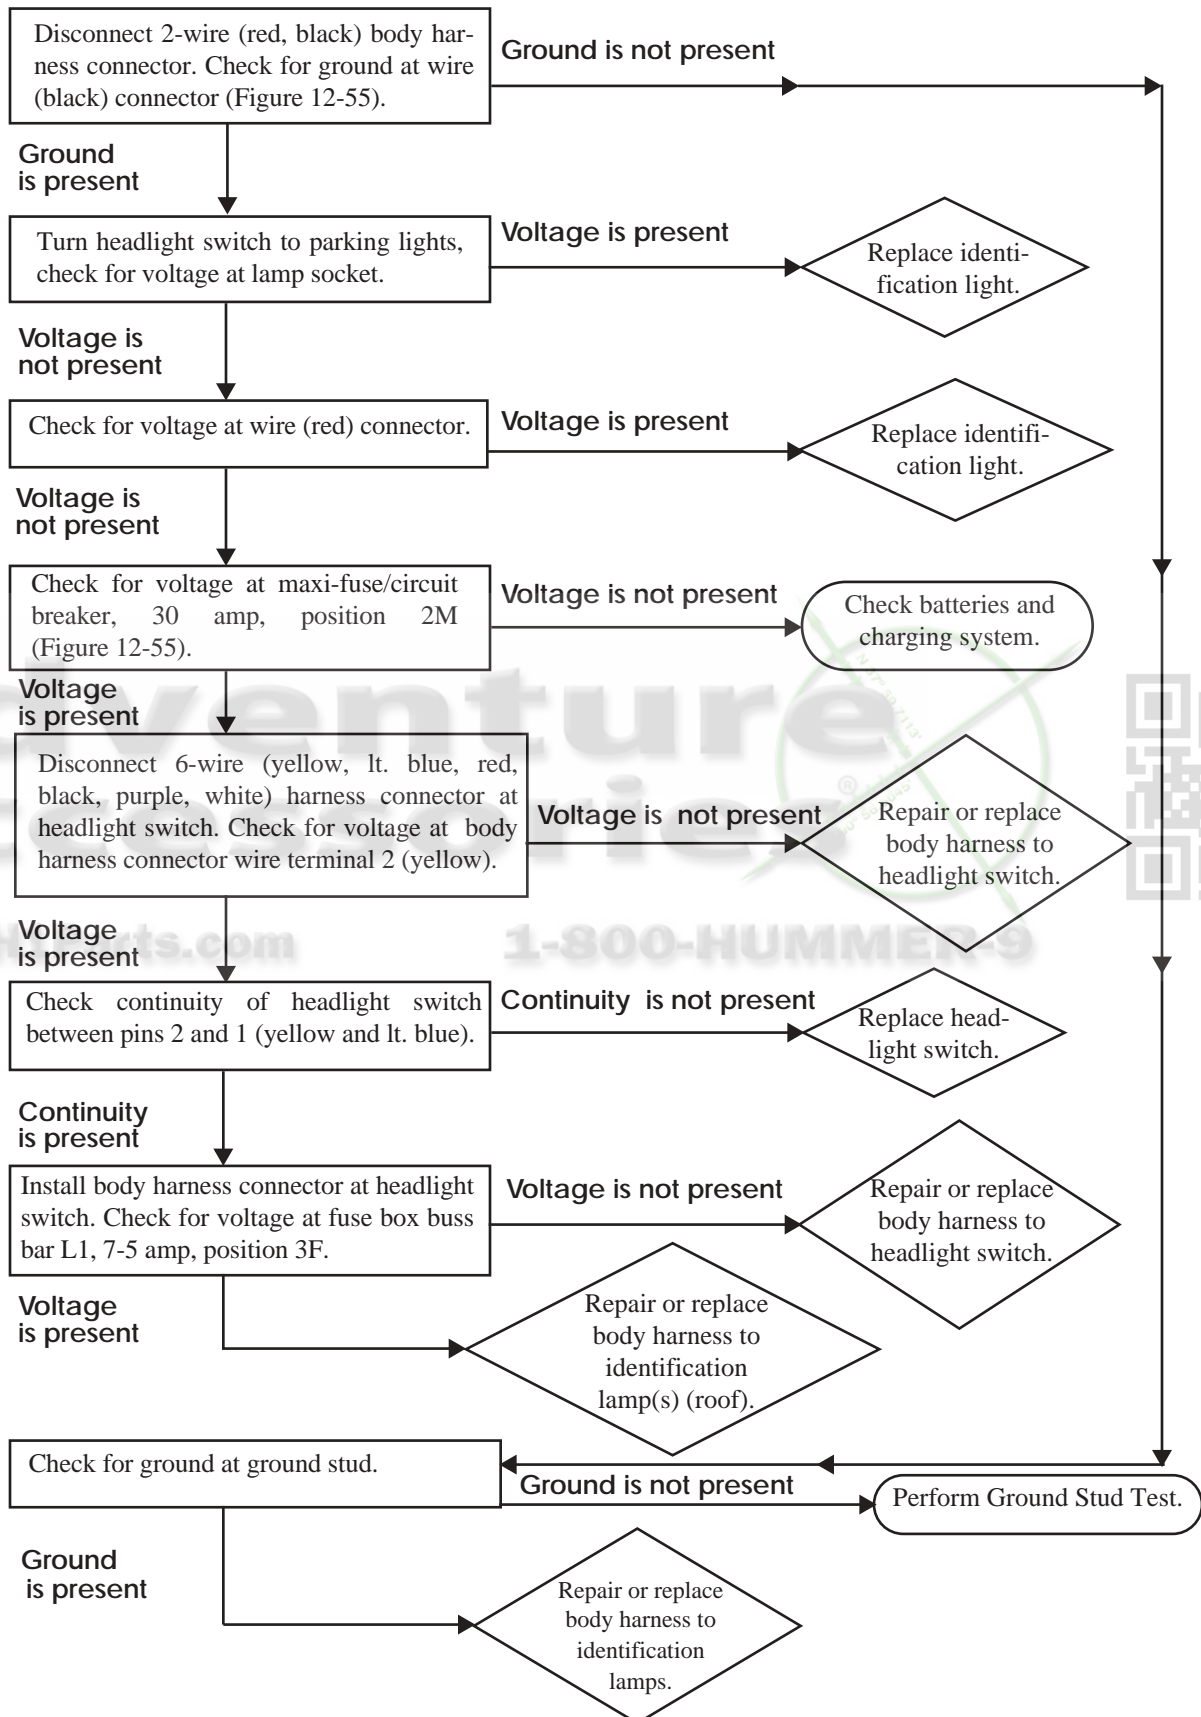 Disconnect 2-wire (red, black) body har-
ness connector. Check for ground at wire
(black) connector (Figure 12-55).
Ground is not present
Ground
is present
Turn headlight switch to parking lights,
check for voltage at lamp socket.
Voltage is present
Replace identi-
fication light.
Voltage is
not present
Check for voltage at wire (red) connector.
Voltage is present
Replace identifi-
cation light.
Voltage is
not present
Check for voltage at maxi-fuse/circuit
breaker, 30 amp, position 2M
(Figure 12-55).
Voltage is not present
Check batteries and
charging system.
Voltage
is present
Disconnect 6-wire (yellow, lt. blue, red,
black, purple, white) harness connector at
headlight switch. Check for voltage at body
harness connector wire terminal 2 (yellow).
Voltage is not present
Repair or replace
body harness to
headlight switch.
Voltage
is present
1-800-HUMMER-9
Check continuity of headlight switch
between pins 2 and 1 (yellow and lt. blue).
Continuity is not present
Replace head-
light switch.
Continuity
is present
Install body harness connector at headlight
switch. Check for voltage at fuse box buss
bar L1, 7-5 amp, position 3F.
Voltage is not present
Repair or replace
body harness to
headlight switch.
Voltage
is present
Repair or replace
body harness to
identification
lamp(s) (roof).
Check for ground at ground stud.
Ground is not present
Perform Ground Stud Test.
Ground
is present
Repair or replace
body harness to
identification
lamps.